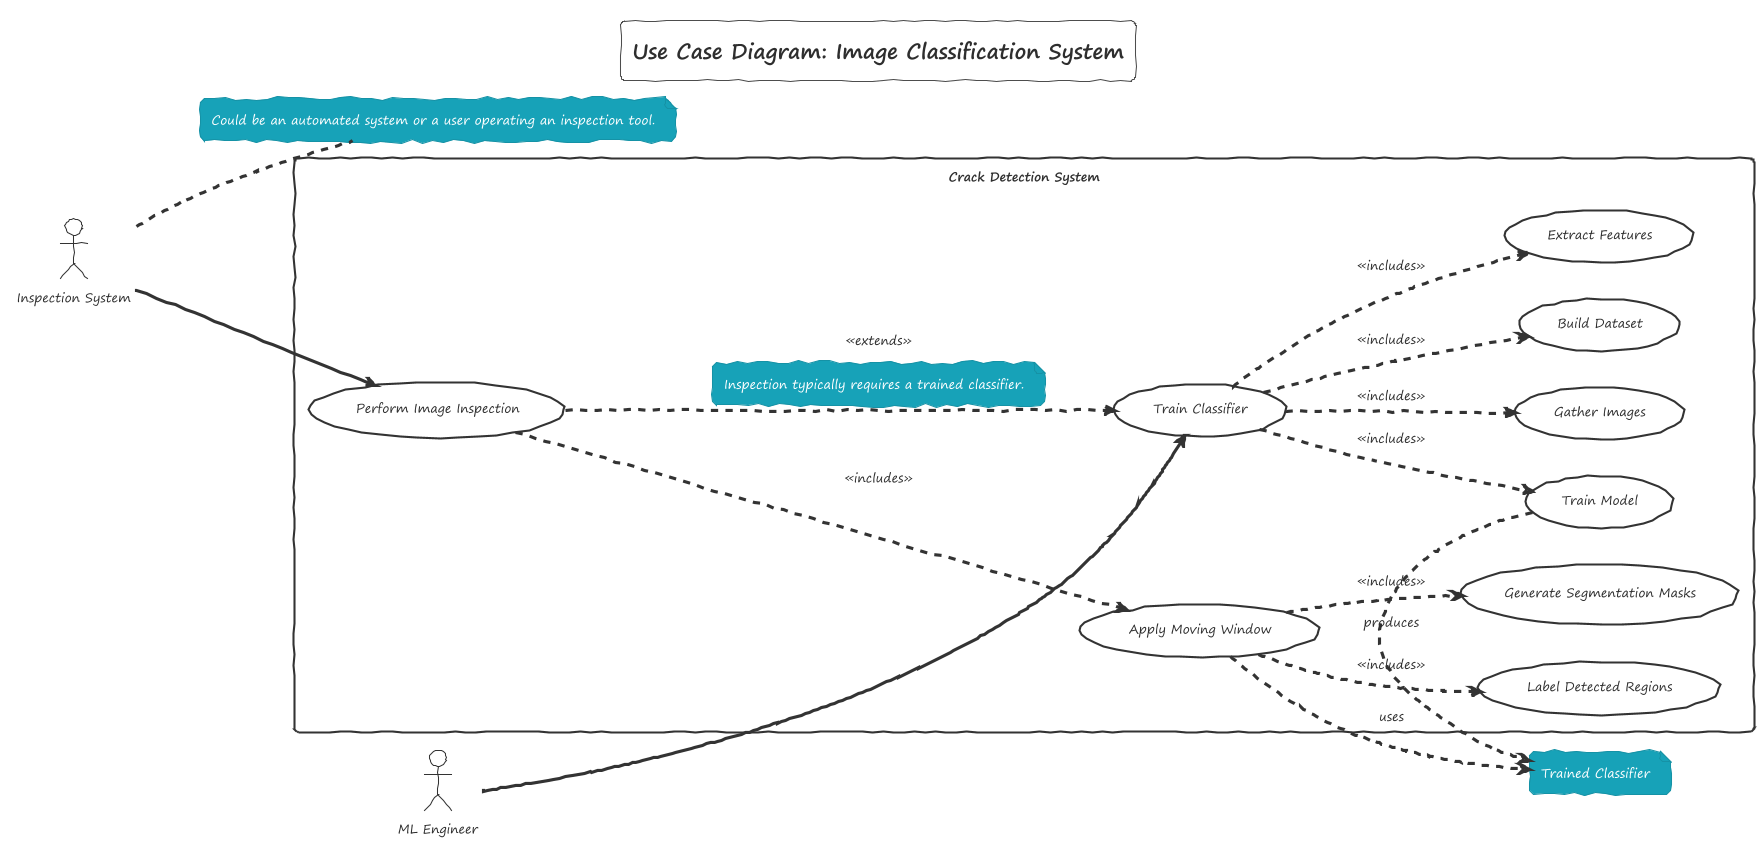 Use Case Diagram: Image Classification System
Could be an automated system or a user operating an inspection tool.
Crack Detection System
Inspection System
Extract Features
«includes»
Build Dataset
«includes»
«extends»
Inspection typically requires a trained classifier.
Perform Image Inspection
Train Classifier
«includes»
Gather Images
«includes»
«includes»
Train Model
«includes»
Generate Segmentation Masks
produces
Apply Moving Window
«includes»
Label Detected Regions
uses
Trained Classifier
ML Engineer